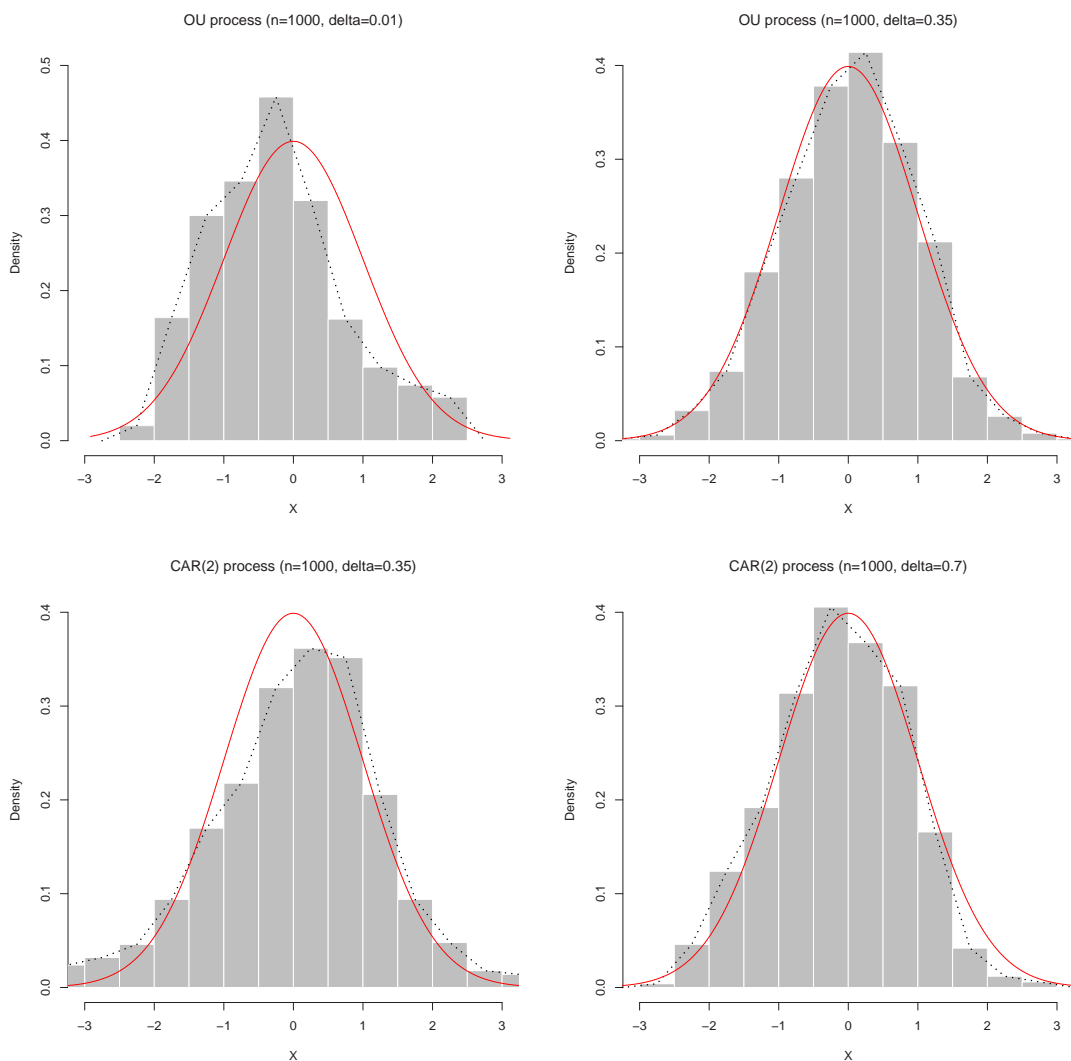 OU process (n=1000, delta=0.01)
0.5
0.4
0.3
0.2
0.1
0.0
Density
−3 −2 −1 0 1 2 3
X
OU process (n=1000, delta=0.35)
0.4
0.3
0.2
0.1
0.0
Density
−3 −2 −1 0 1 2 3
X
CAR(2) process (n=1000, delta=0.35)
0.4
0.3
0.2
0.1
0.0
Density
−3 −2 −1 0 1 2 3
X
CAR(2) process (n=1000, delta=0.7)
0.4
0.3
0.2
0.1
0.0
Density
−3 −2 −1 0 1 2 3
X